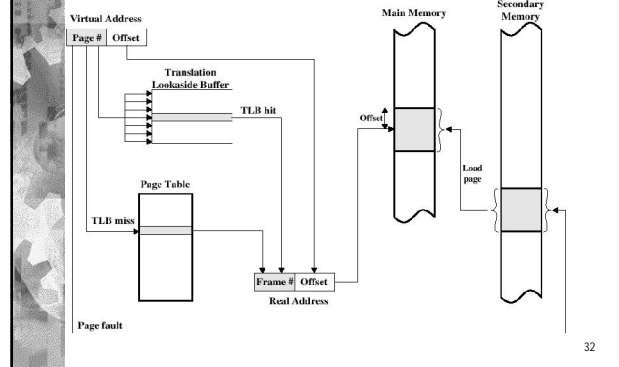 Virtual Address
Page # Offset
Main Memory
Secondary
Memory
Translation
Lookaside Buffer
TLB hit
Offset
Load
page
Page Table
TLB miss
Frame # Offset
Real Address
Page fault
32